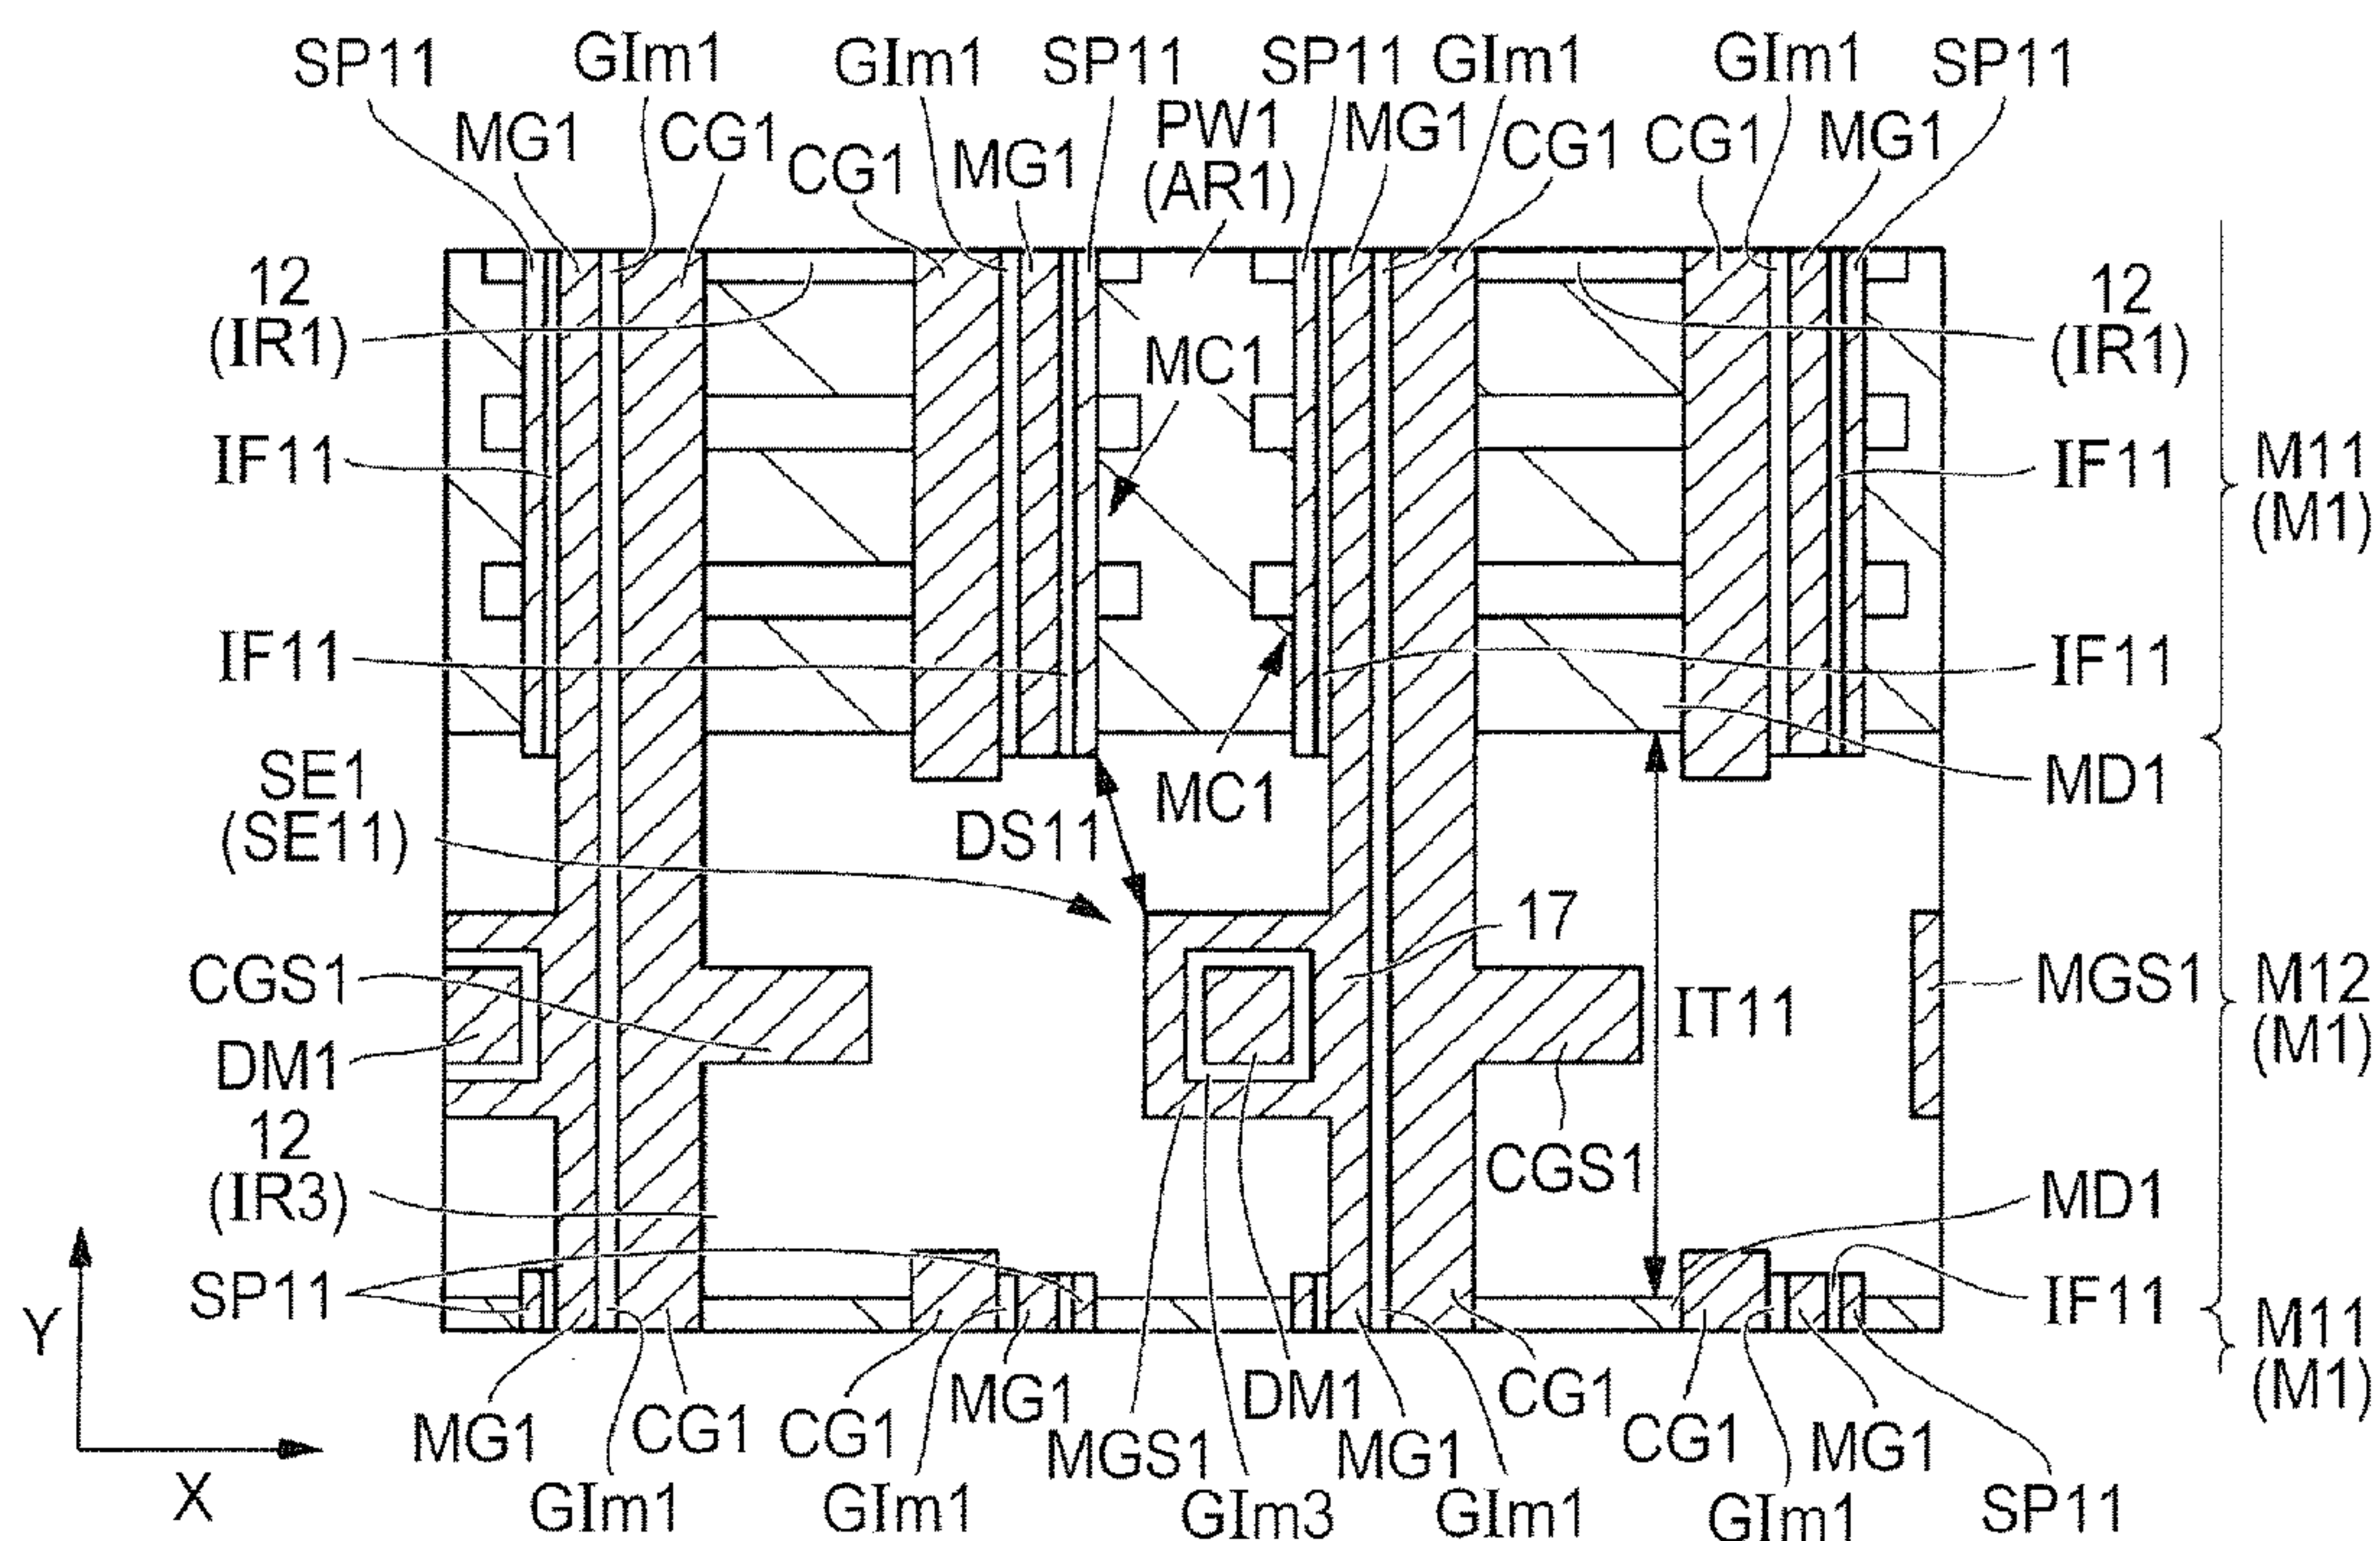 SP11 GIm1 GIm1 SP11 SP11 GIm1 GIm1 SP11
MG1 CG1 CG1 MG1 PW1 MG1 CG1 CG1 MG1
(AR1)
12 12
(IR1) (IR1)
MC1
IF11 IF11 M11
(M1)
IF11 IF11
SE1 MC1 MD1
(SE11) DS11
17
CGS1 IT11 MGS1 M12
DM1 (M1)
12 CGS1
(IR3) MD1
SP11 IF11 M11
(M1)
Y
MG1 CG1 CG1 MG1 DM1 CG1 CG1 MG1
MGS1 MG1
X GIm1 GIm1 GIm3 GIm1 GIm1 SP11